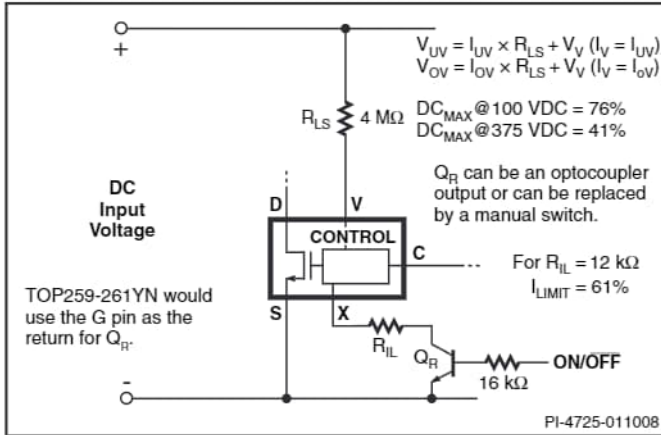 +
V_UV = I_UV × R_LS + V_V (I_V = I_UV)
V_OV = I_OV × R_LS + V_V (I_V = I_oV)
R_LS 4 MΩ
DC_MAX @100 VDC = 76%
DC_MAX @375 VDC = 41%
Q_R can be an optocoupler
output or can be replaced
by a manual switch.
DC
Input
Voltage
D
V
CONTROL
C
For R_IL = 12 kΩ
I_LIMIT = 61%
TOP259-261YN would
use the G pin as the
return for Q_R.
S
X
R_IL
Q_R
16 kΩ
ON/O̅F̅F̅
-
PI-4725-011008